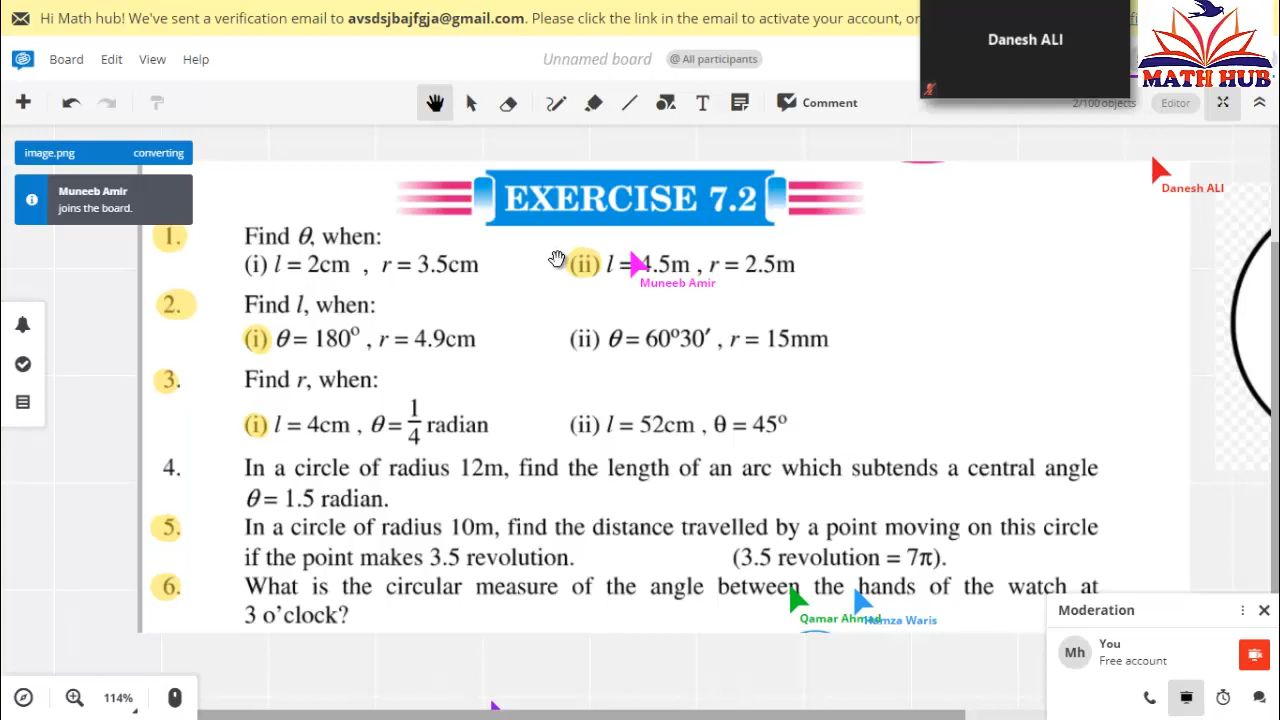 Hi Math hub! We've sent a verification email to avsdsjbajfgja@gmail.com. Please click the link in the email to activate your account, or
Danesh ALI
MATH HUB
Board Edit View Help
Unnamed board @ All participants
Comment
2/100 objects
Editor
image.png converting
Muneeb Amir
joins the board.
Danesh ALI
EXERCISE 7.2
1. Find θ, when:
(i) l = 2cm , r = 3.5cm (ii) l = 4.5m , r = 2.5m
Muneeb Amir
2. Find l, when:
(i) θ = 180° , r = 4.9cm (ii) θ = 60°30′ , r = 15mm
3. Find r, when:
(i) l = 4cm , θ = 1/4 radian (ii) l = 52cm , θ = 45°
4. In a circle of radius 12m, find the length of an arc which subtends a central angle
θ = 1.5 radian.
5. In a circle of radius 10m, find the distance travelled by a point moving on this circle
if the point makes 3.5 revolution. (3.5 revolution = 7π).
6. What is the circular measure of the angle between the hands of the watch at
3 o'clock?
Qamar Ahmad
Hamza Waris
Moderation
Mh
You
Free account
114%